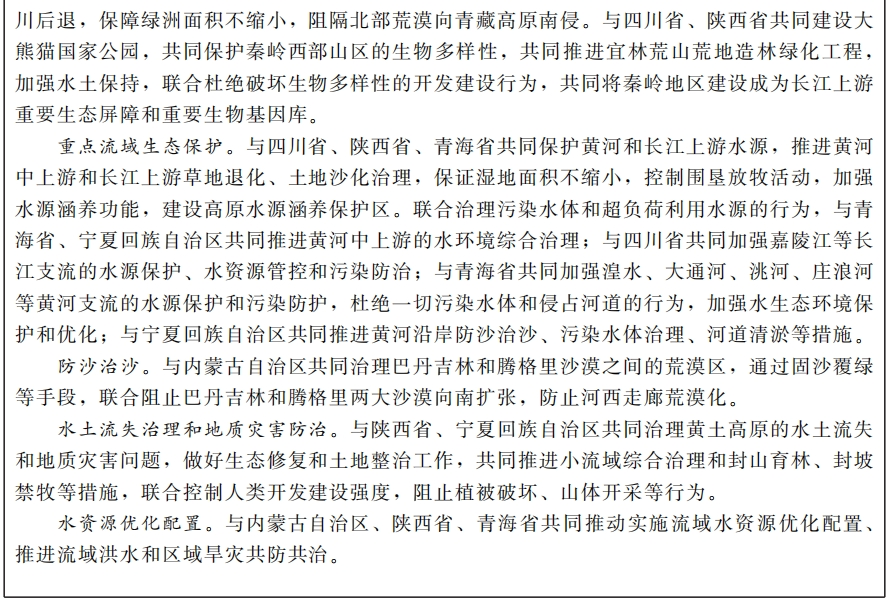 川后退，保障绿洲面积不缩小，阻隔北部荒漠向青藏高原南侵。与四川省、陕西省共同建设大
熊猫国家公园，共同保护秦岭西部山区的生物多样性，共同推进宜林荒山荒地造林绿化工程，
加强水土保持，联合杜绝破坏生物多样性的开发建设行为，共同将秦岭地区建设成为长江上游
重要生态屏障和重要生物基因库。
重点流域生态保护。与四川省、陕西省、青海省共同保护黄河和长江上游水源，推进黄河
中上游和长江上游草地退化、土地沙化治理，保证湿地面积不缩小，控制围垦放牧活动，加强
水源涵养功能，建设高原水源涵养保护区。联合治理污染水体和超负荷利用水源的行为，与青
海省、宁夏回族自治区共同推进黄河中上游的水环境综合治理；与四川省共同加强嘉陵江等长
江支流的水源保护、水资源管控和污染防治；与青海省共同加强湟水、大通河、洮河、庄浪河
等黄河支流的水源保护和污染防护，杜绝一切污染水体和侵占河道的行为，加强水生态环境保
护和优化；与宁夏回族自治区共同推进黄河沿岸防沙治沙、污染水体治理、河道清淤等措施。
防沙治沙。与内蒙古自治区共同治理巴丹吉林和腾格里沙漠之间的荒漠区，通过固沙覆绿
等手段，联合阻止巴丹吉林和腾格里两大沙漠向南扩张，防止河西走廊荒漠化。
水土流失治理和地质灾害防治。与陕西省、宁夏回族自治区共同治理黄土高原的水土流失
和地质灾害问题，做好生态修复和土地整治工作，共同推进小流域综合治理和封山育林、封坡
禁牧等措施，联合控制人类开发建设强度，阻止植被破坏、山体开采等行为。
水资源优化配置。与内蒙古自治区、陕西省、青海省共同推动实施流域水资源优化配置、
推进流域洪水和区域旱灾共防共治。